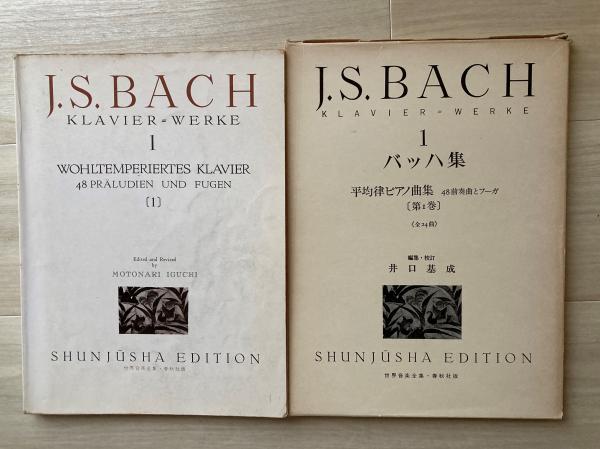 J.S.BACH
KLAVIER=WERKE
1
WOHLTEMPERIERTES KLAVIER
48 PRÄLUDIEN UND FUGEN
[1]
Edited and Revised
by
MOTONARI IGUCHI
SHUNJŪSHA EDITION
世界音楽全集・春秋社版
J.S.BACH
KLAVIER=WERKE
1
バッハ集
平均律ピアノ曲集 48前奏曲とフーガ
〔第1巻〕
(全24曲)
編集・校訂
井口基成
SHUNJŪSHA EDITION
世界音楽全集・春秋社版